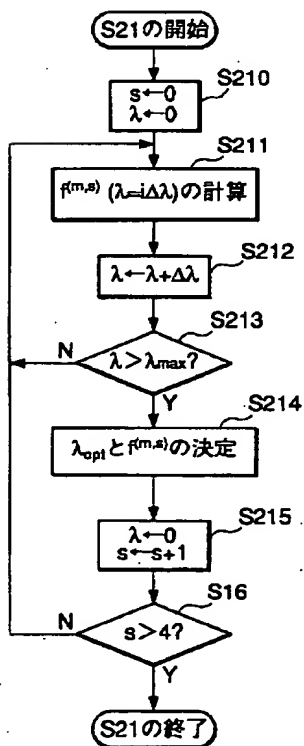 S21の開始
S210
s←0
λ←0
S211
f(m,s) (λ=iΔλ)の計算
S212
λ←λ+Δλ
S213
N
λ>λmax?
Y
S214
λoptとf(m,s)の決定
S215
λ←0
s←s+1
S16
N
s>4?
Y
S21の終了